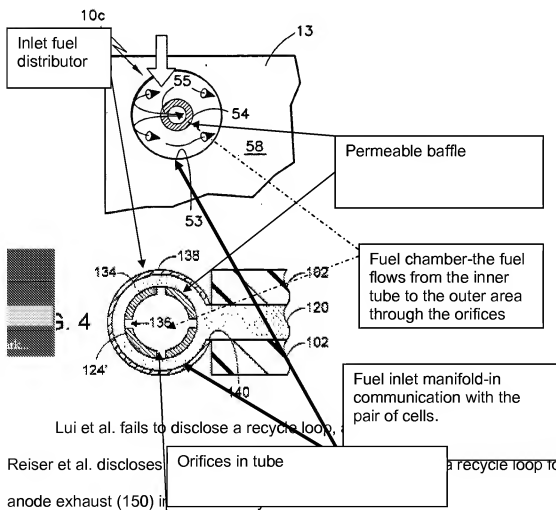 10c
13
Inlet fuel
distributor
55
54
58
53
Permeable baffle
138
134
102
Fuel chamber-the fuel
flows from the inner
tube to the outer area
through the orifices
120
G. 4
136
ark...
102
124'
140
Fuel inlet manifold-in
communication with the
pair of cells.
Lui et al. fails to disclose a recycle loop,
Reiser et al. discloses
Orifices in tube
a recycle loop
anode exhaust (150)